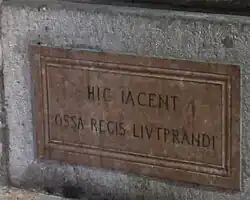 HIC IACENT
OSSA REGIS LIVTPRANDI